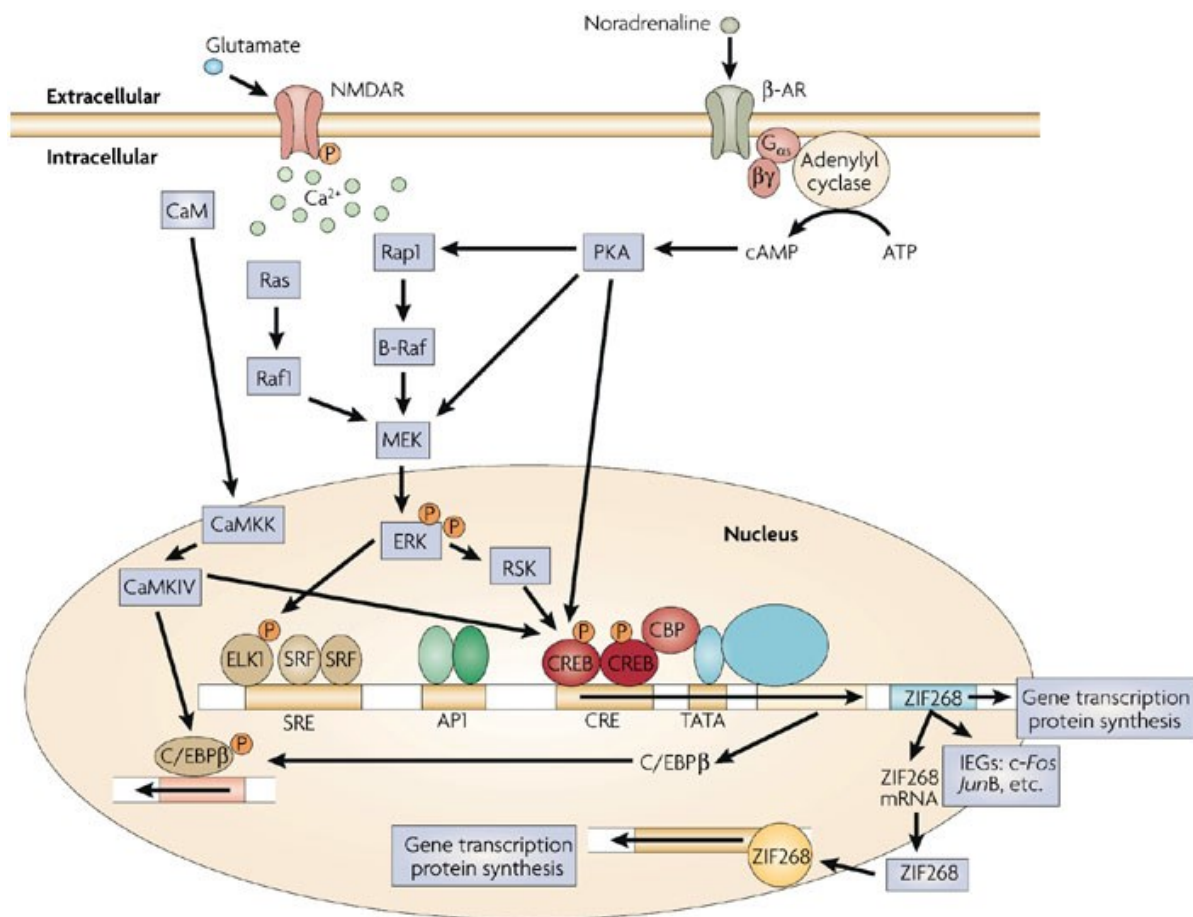 Noradrenaline
Glutamate
NMDAR
β-AR
Extracellular
Intracellular
P
Gαs
βγ
Adenylyl
cyclase
Ca2+
CaM
Rap1
PKA
cAMP
ATP
Ras
B-Raf
Raf1
MEK
CaMKK
P
P
ERK
Nucleus
RSK
CaMKIV
P
P
P
CBP
ELK1
SRF
SRF
CREB
CREB
ZIF268
Gene transcription
protein synthesis
SRE
AP1
CRE
TATA
C/EBPβ
P
C/EBPβ
ZIF268
mRNA
IEGs: c-Fos
JunB, etc.
Gene transcription
protein synthesis
ZIF268
ZIF268